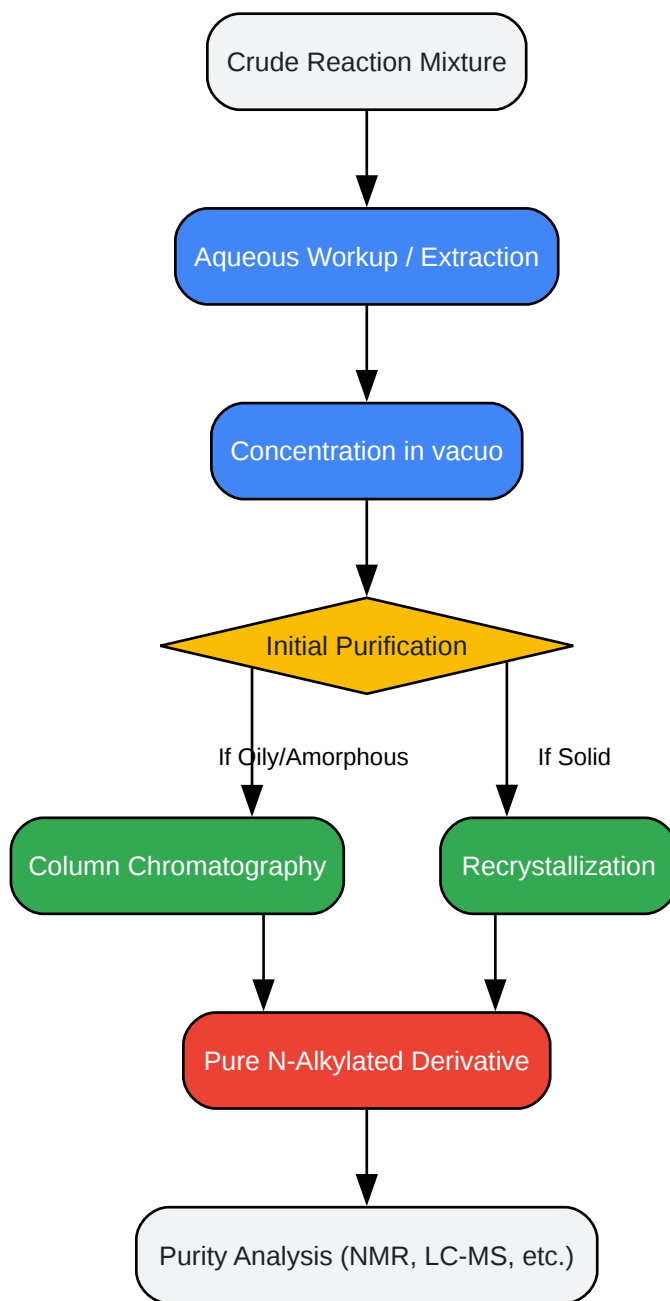 Crude Reaction Mixture
Aqueous Workup / Extraction
Concentration in vacuo
Initial Purification
If Oily/Amorphous
If Solid
Column Chromatography
Recrystallization
Pure N-Alkylated Derivative
Purity Analysis (NMR, LC-MS, etc.)